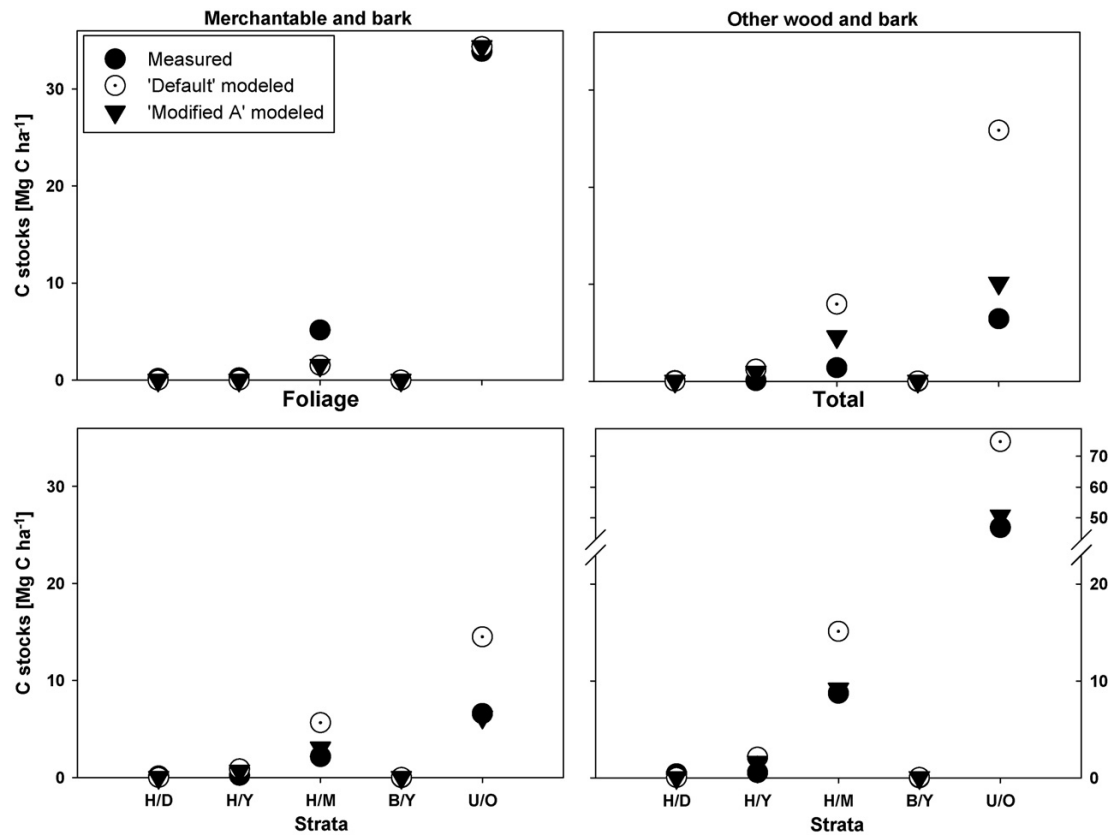 Merchantable and bark
Other wood and bark
Measured
'Default' modeled
'Modified A' modeled
C stocks [Mg C ha⁻¹]
30
20
10
0
Foliage
Total
C stocks [Mg C ha⁻¹]
30
20
10
0
70
60
50
20
10
0
H/D H/Y H/M B/Y U/O
H/D H/Y H/M B/Y U/O
Strata
Strata